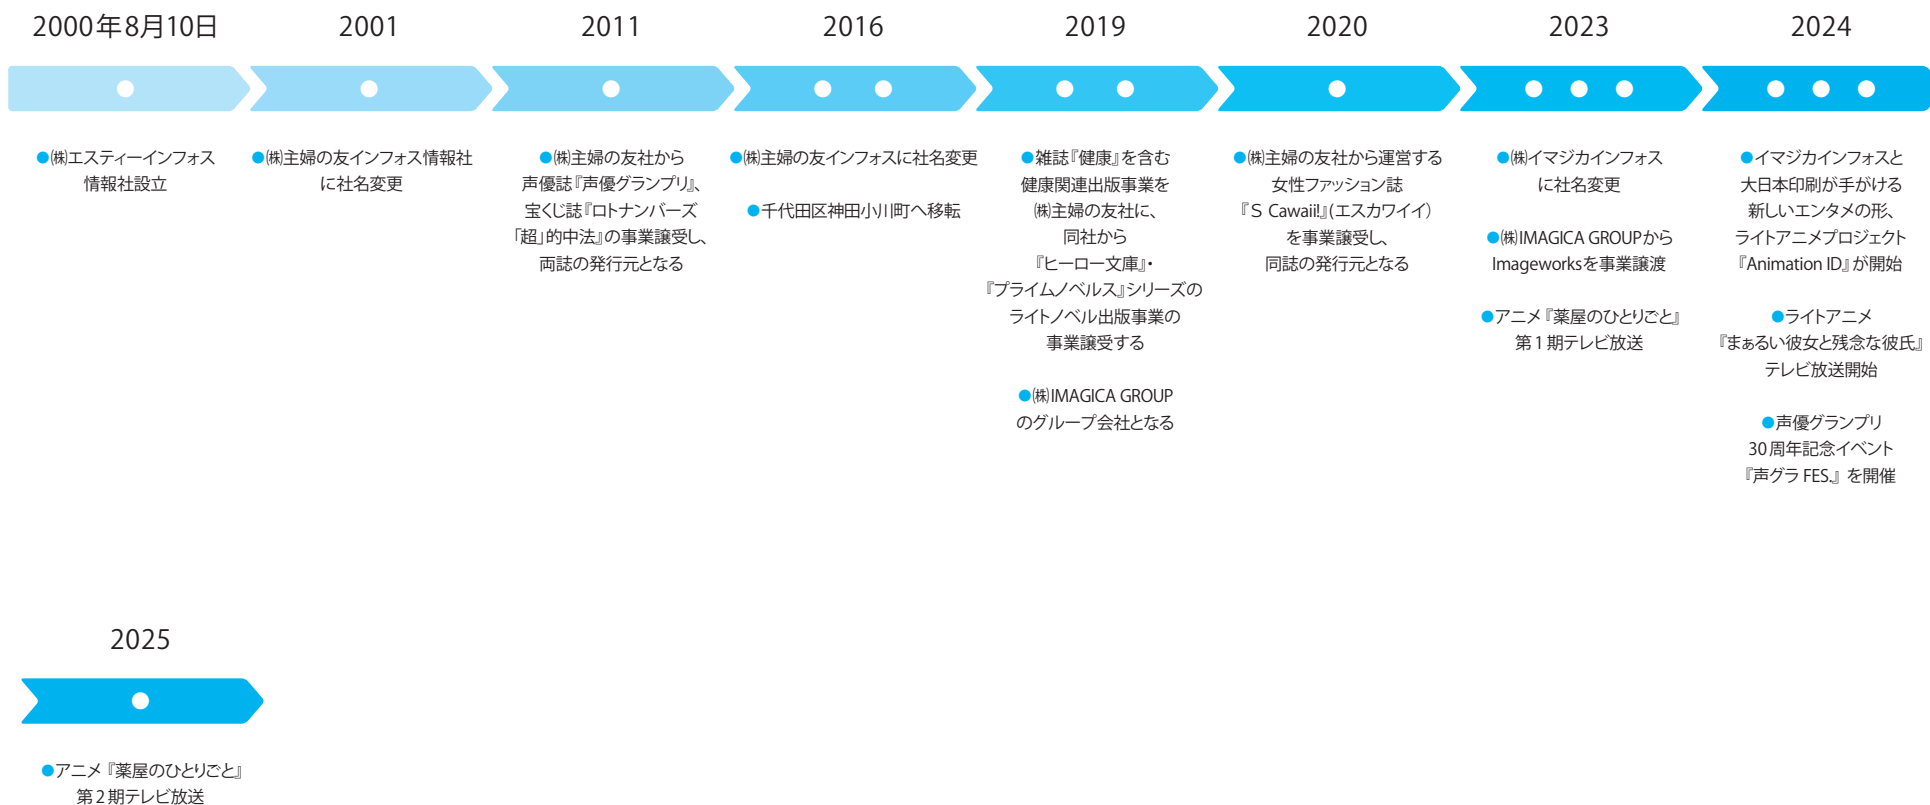 2000年8月10日
●㈱エスティーインフォス
情報社設立
2001
●㈱主婦の友インフォス情報社
に社名変更
2011
●㈱主婦の友社から
声優誌『声優グランプリ』、
宝くじ誌『ロトナンバーズ
「超」的中法』の事業譲受し、
両誌の発行元となる
2016
●㈱主婦の友インフォスに社名変更
●千代田区神田小川町へ移転
2019
●雑誌『健康』を含む
健康関連出版事業を
㈱主婦の友社に、
同社から
『ヒーロー文庫』・
『プライムノベルス』シリーズの
ライトノベル出版事業の
事業譲受する
●㈱IMAGICA GROUP
のグループ会社となる
2020
●㈱主婦の友社から運営する
女性ファッション誌
『S Cawaii!』(エスカワイイ)
を事業譲受し、
同誌の発行元となる
2023
●㈱イマジカインフォス
に社名変更
●㈱IMAGICA GROUPから
Imageworksを事業譲渡
●アニメ『薬屋のひとりごと』
第1期テレビ放送
2024
●イマジカインフォスと
大日本印刷が手がける
新しいエンタメの形、
ライトアニメプロジェクト
『Animation ID』が開始
●ライトアニメ
『まぁるい彼女と残念な彼氏』
テレビ放送開始
●声優グランプリ
30周年記念イベント
『声グラ FES.』を開催
2025
●アニメ『薬屋のひとりごと』
第2期テレビ放送